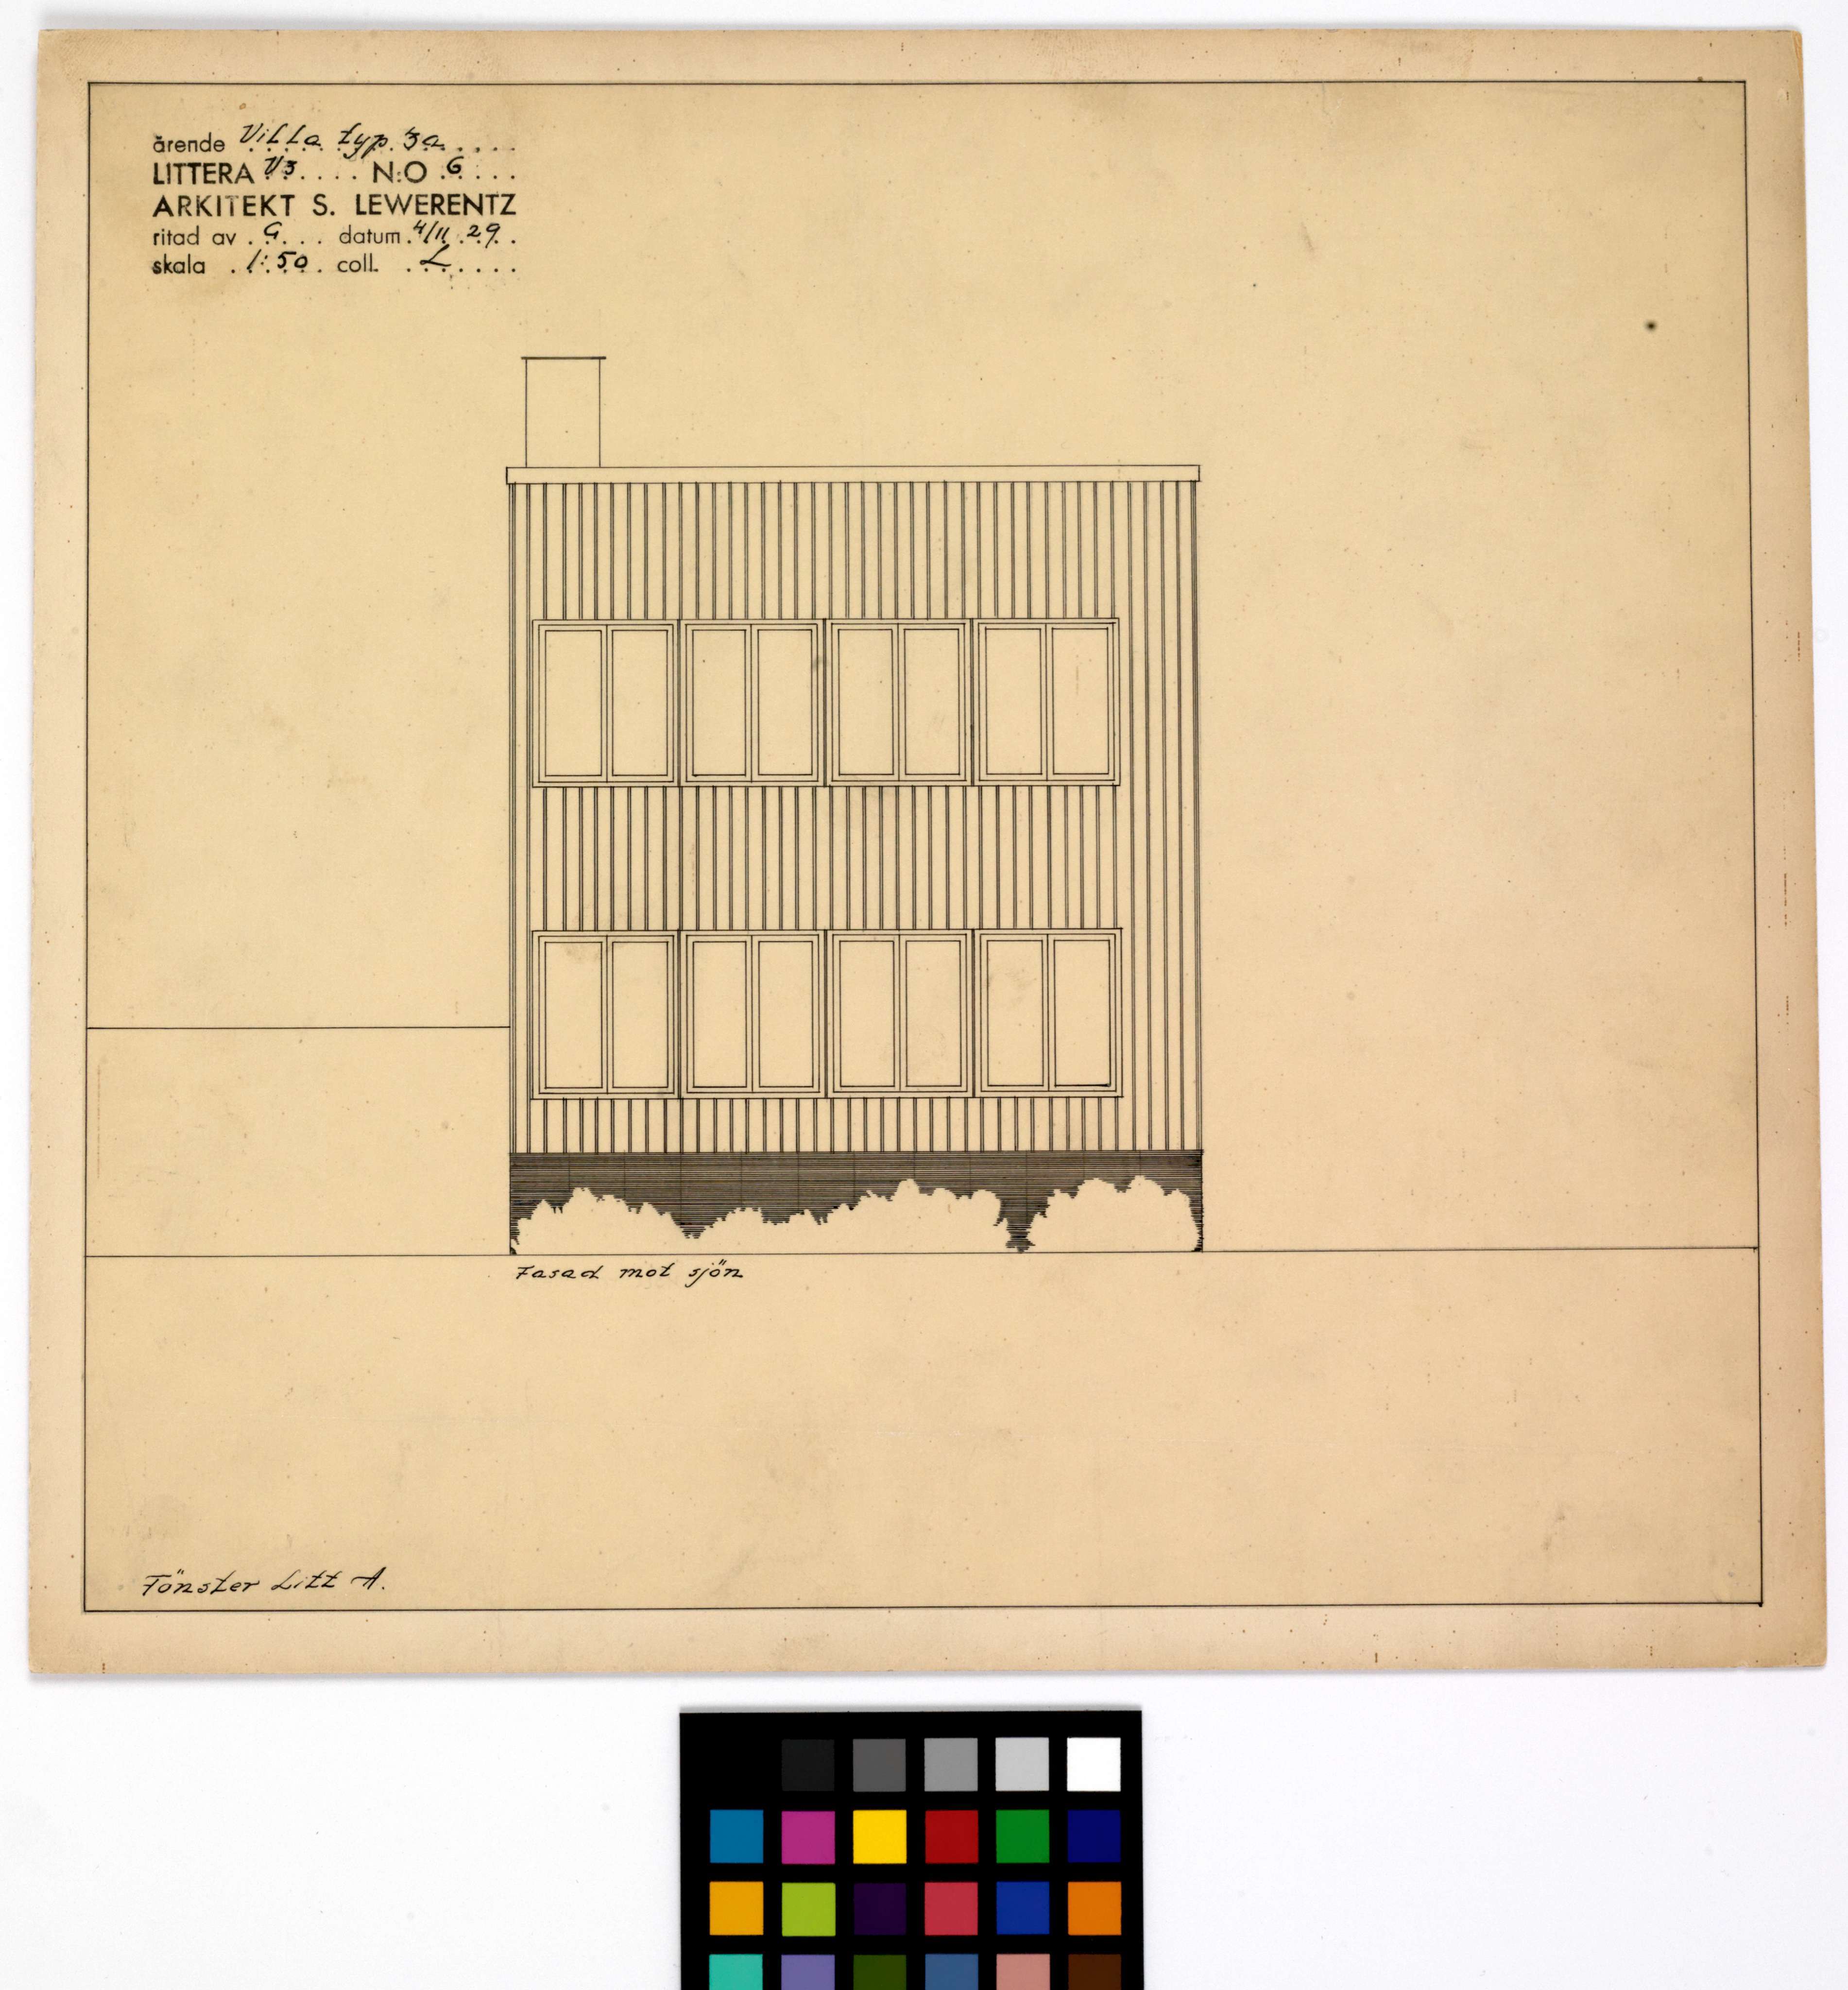 ärende Villa typ. 3a
LITTERA V3 N:O 6
ARKITEKT S. LEWERENTZ
ritad av G. datum 4/11 29
skala 1:50 coll. L
Fasad mot sjön
Fönster Litt A.